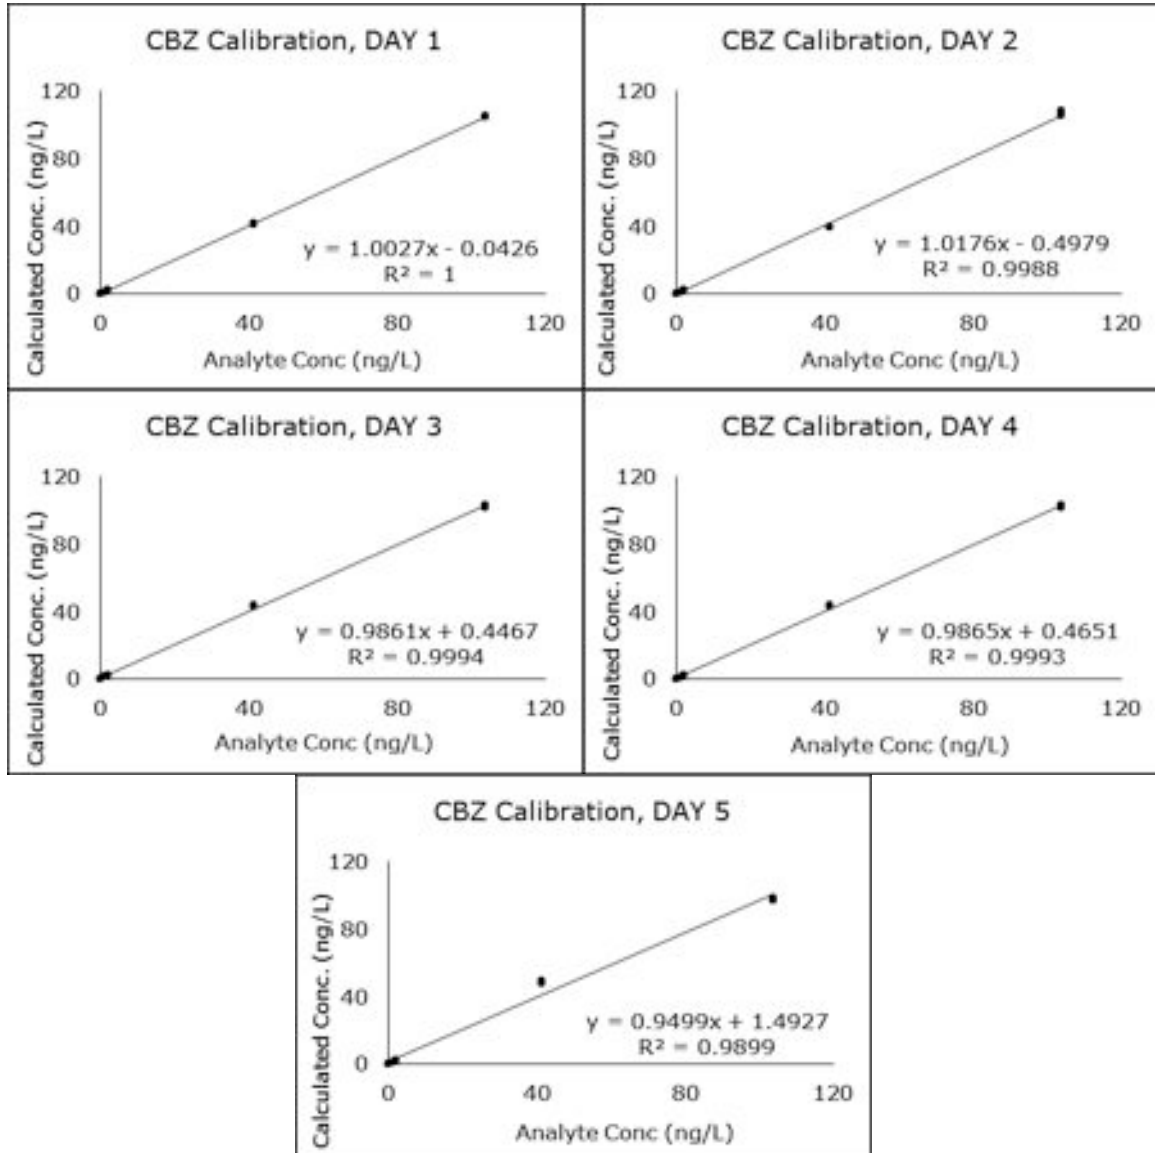 CBZ Calibration, DAY 1
Calculated Conc. (ng/L)
120
80
40
0
y = 1.0027x - 0.0426
R² = 1
0 40 80 120
Analyte Conc (ng/L)
CBZ Calibration, DAY 2
Calculated Conc. (ng/L)
120
80
40
0
y = 1.0176x - 0.4979
R² = 0.9988
0 40 80 120
Analyte Conc (ng/L)
CBZ Calibration, DAY 3
Calculated Conc. (ng/L)
120
80
40
0
y = 0.9861x + 0.4467
R² = 0.9994
0 40 80 120
Analyte Conc (ng/L)
CBZ Calibration, DAY 4
Calculated Conc. (ng/L)
120
80
40
0
y = 0.9865x + 0.4651
R² = 0.9993
0 40 80 120
Analyte Conc (ng/L)
CBZ Calibration, DAY 5
Calculated Conc. (ng/L)
120
80
40
0
y = 0.9499x + 1.4927
R² = 0.9899
0 40 80 120
Analyte Conc (ng/L)